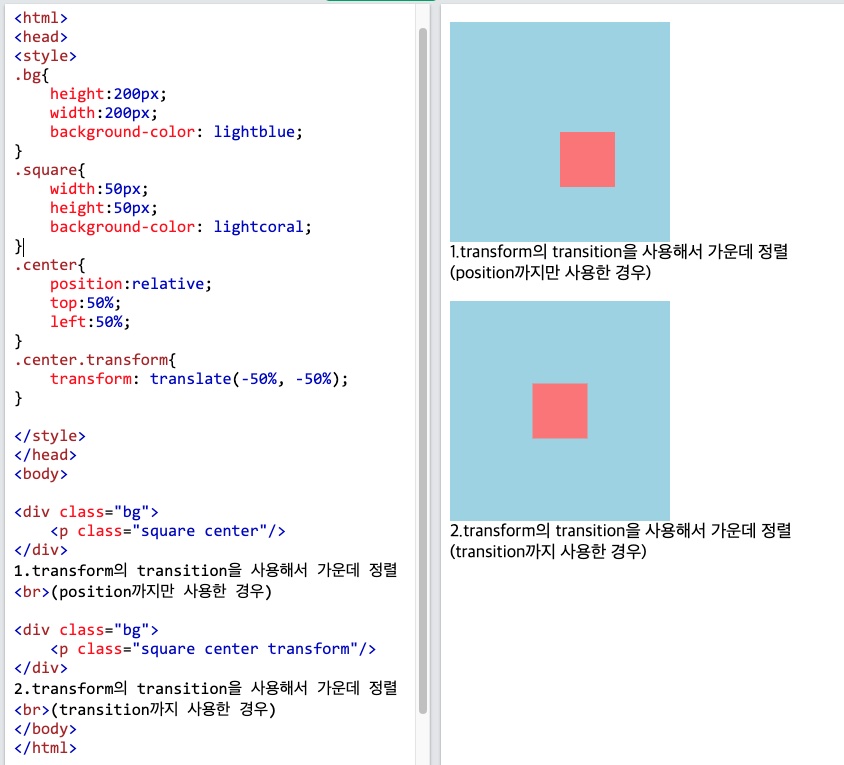 <html>
<head>
<style>
.bg{
    height:200px;
    width:200px;
    background-color: lightblue;
}
.square{
    width:50px;
    height:50px;
    background-color: lightcoral;
}
.center{
    position:relative;
    top:50%;
    left:50%;
}
.center.transform{
    transform: translate(-50%, -50%);
}
</style>
</head>
<body>
<div class="bg">
    <p class="square center"/>
</div>
1.transform의 transition을 사용해서 가운데 정렬
<br>(position까지만 사용한 경우)
<div class="bg">
    <p class="square center transform"/>
</div>
2.transform의 transition을 사용해서 가운데 정렬
<br>(transition까지 사용한 경우)
</body>
</html>
1.transform의 transition을 사용해서 가운데 정렬
(position까지만 사용한 경우)
2.transform의 transition을 사용해서 가운데 정렬
(transition까지 사용한 경우)